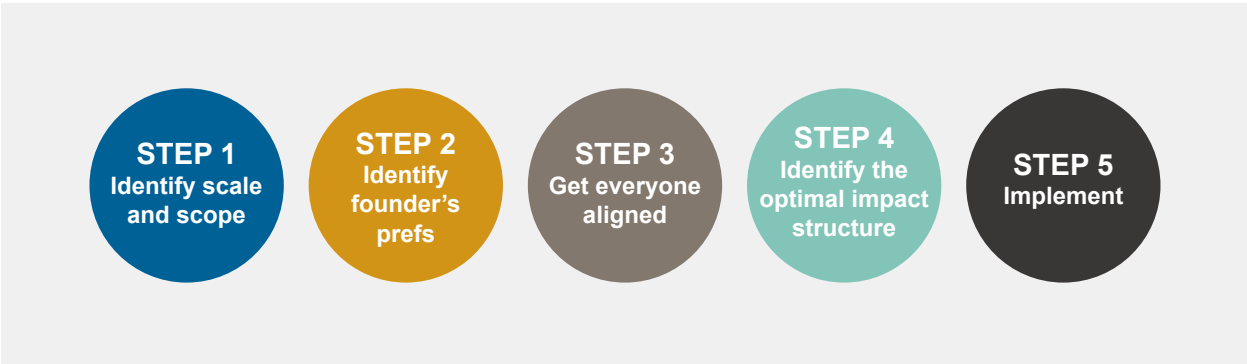 STEP 1
Identify scale
and scope
STEP 2
Identify
founder’s
prefs
STEP 3
Get everyone
aligned
STEP 4
Identify the
optimal impact
structure
STEP 5
Implement